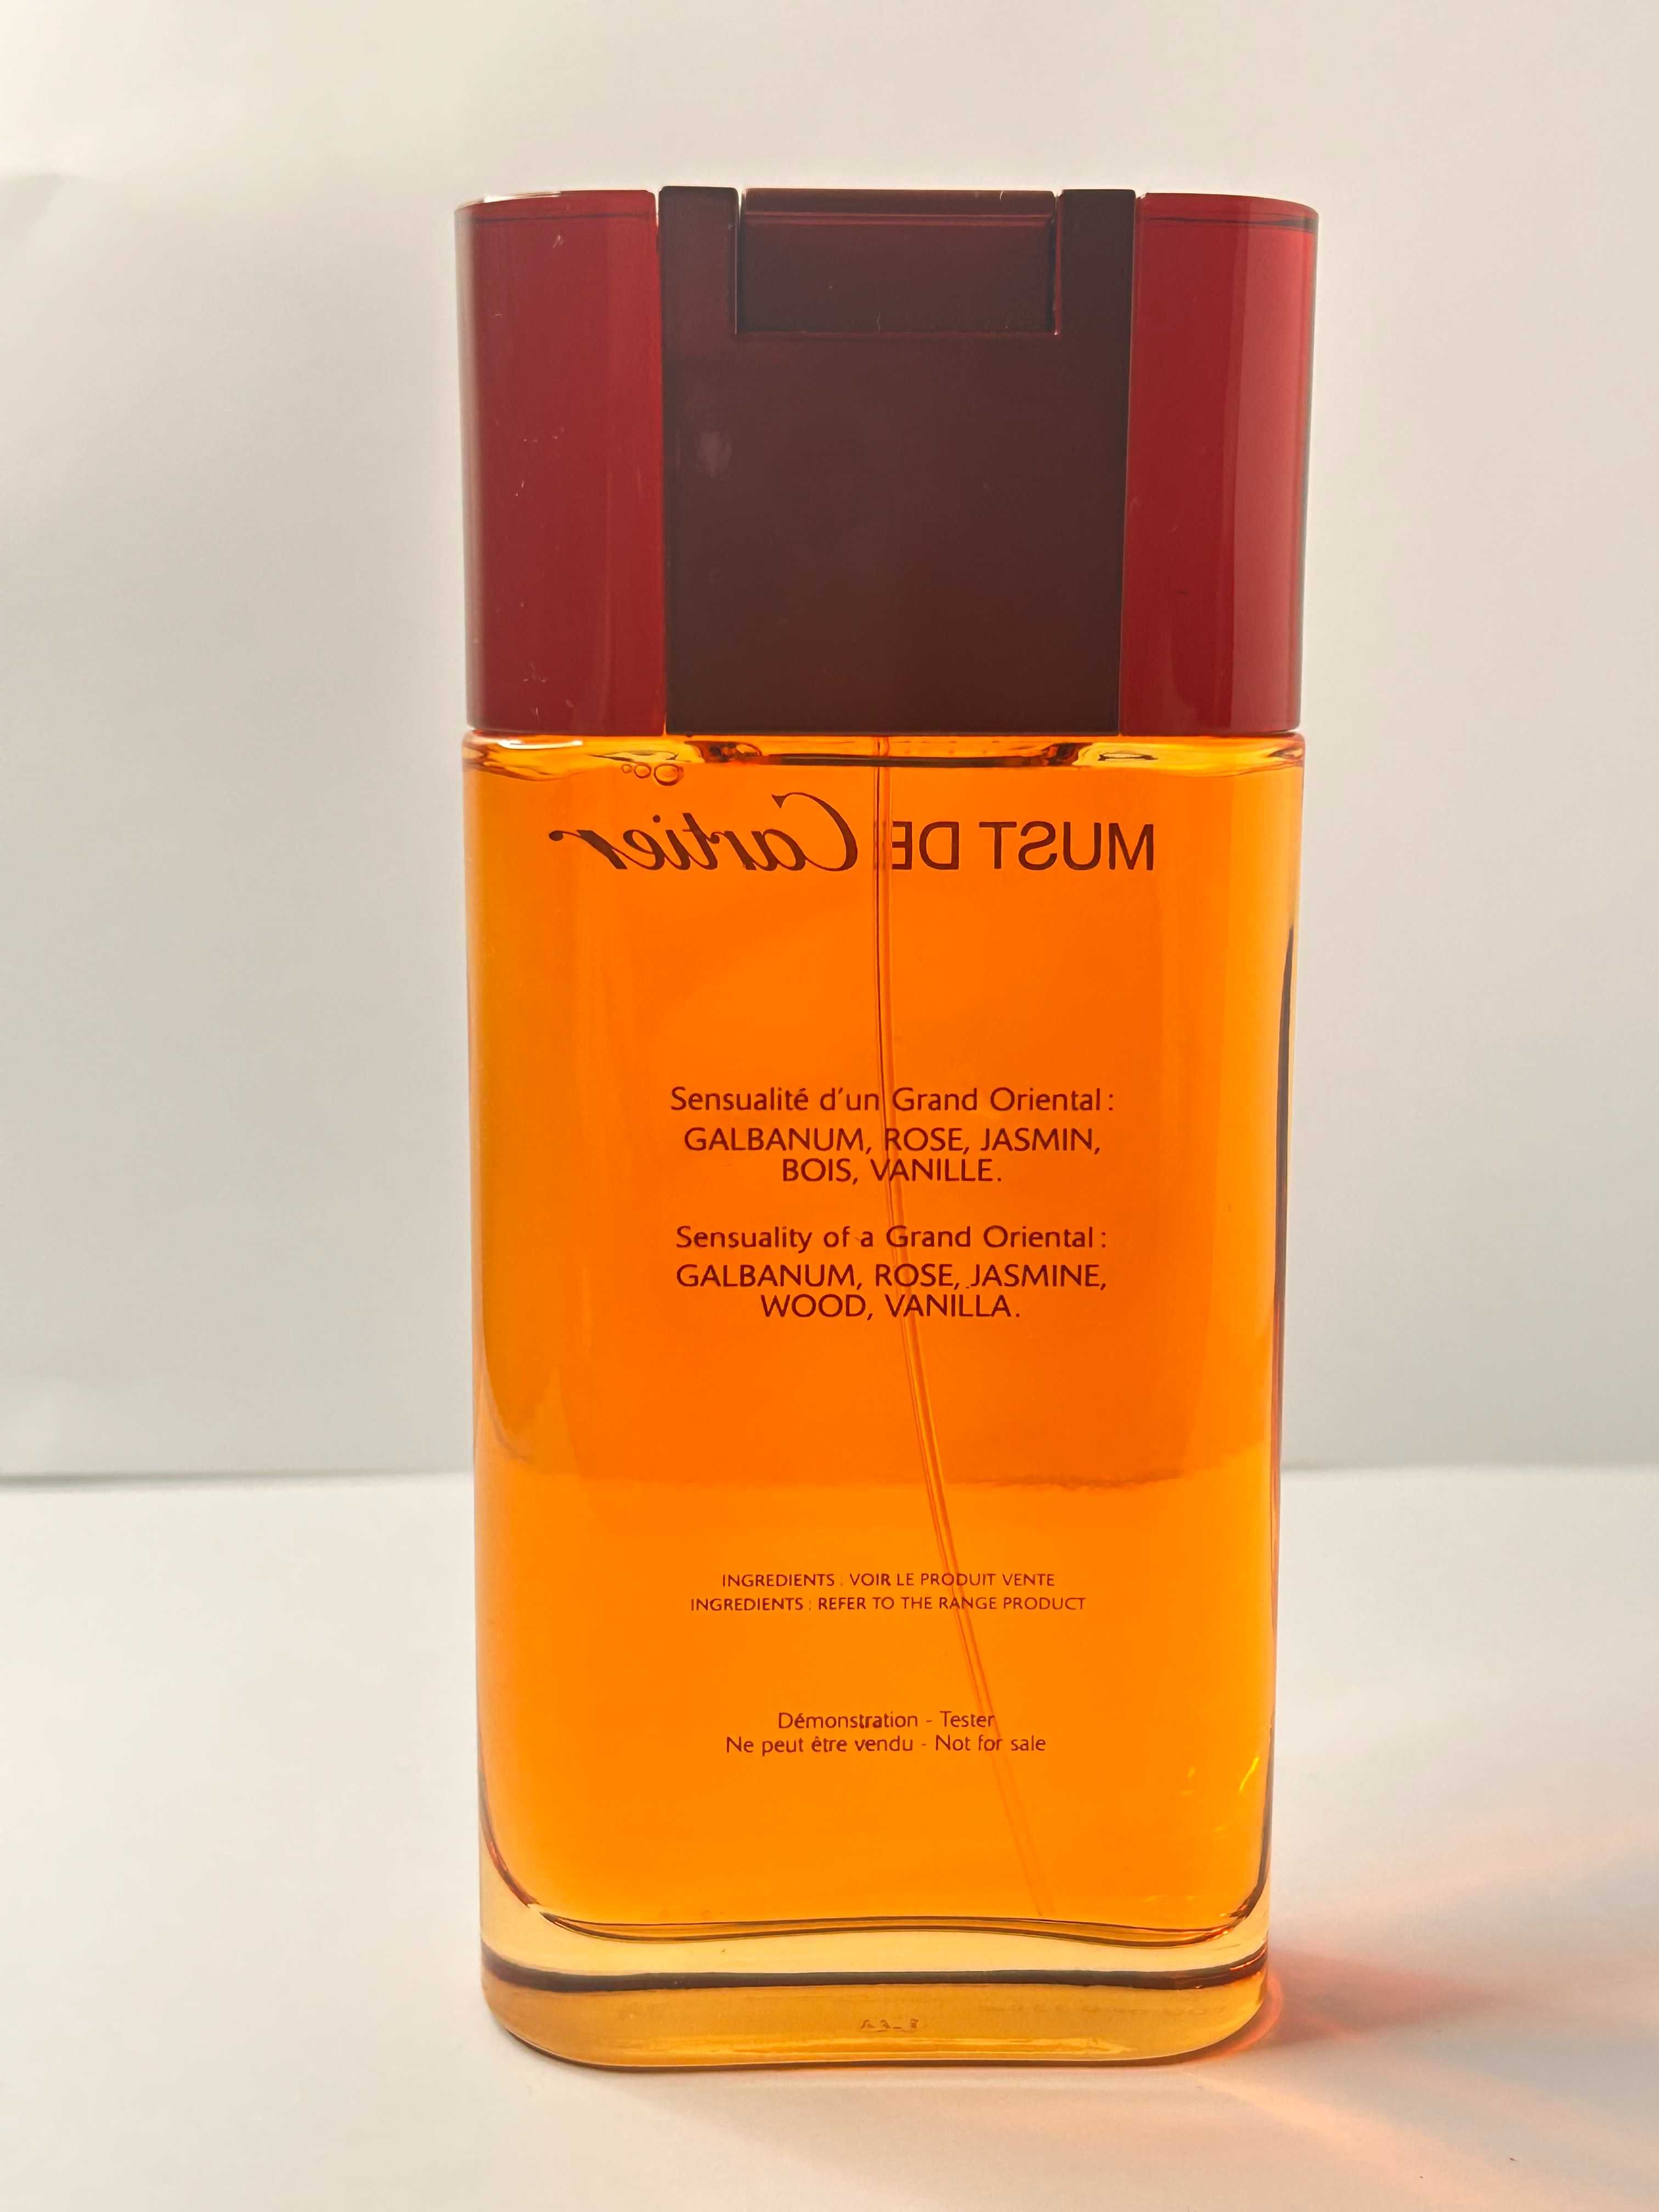 MUST DE Cartier
Sensualité d'un Grand Oriental :
GALBANUM, ROSE, JASMIN,
BOIS, VANILLE.
Sensuality of a Grand Oriental :
GALBANUM, ROSE, JASMINE,
WOOD, VANILLA.
INGREDIENTS : VOIR LE PRODUIT VENTE
INGREDIENTS : REFER TO THE RANGE PRODUCT
Démonstration - Tester
Ne peut être vendu - Not for sale